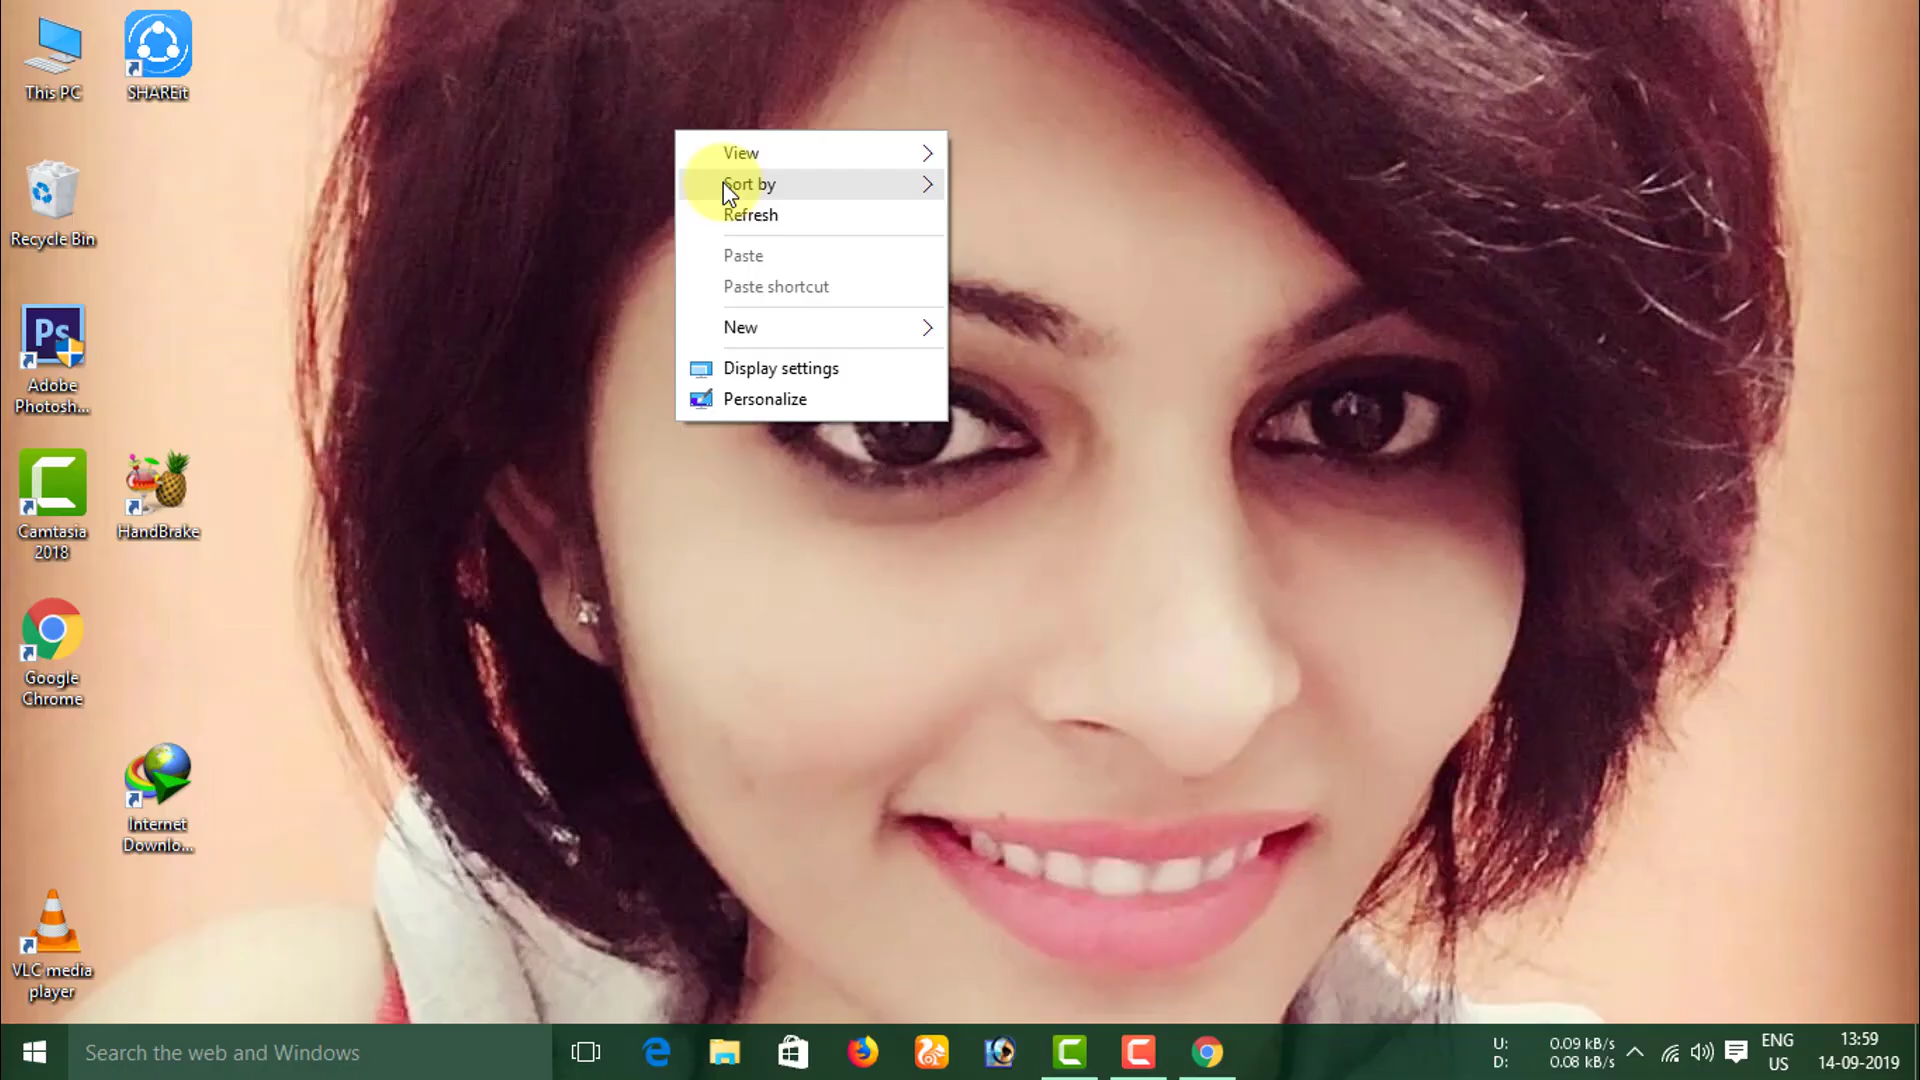 This PC
SHAREit
Recycle Bin
Ps
Adobe
Photosh...
Camtasia
2018
HandBrake
Google
Chrome
Internet
Downlo...
VLC media
player
View
Sort by
Refresh
Paste
Paste shortcut
New
Display settings
Personalize
Search the web and Windows
U: 0.09 kB/s
D: 0.08 kB/s
ENG
US
13:59
14-09-2019